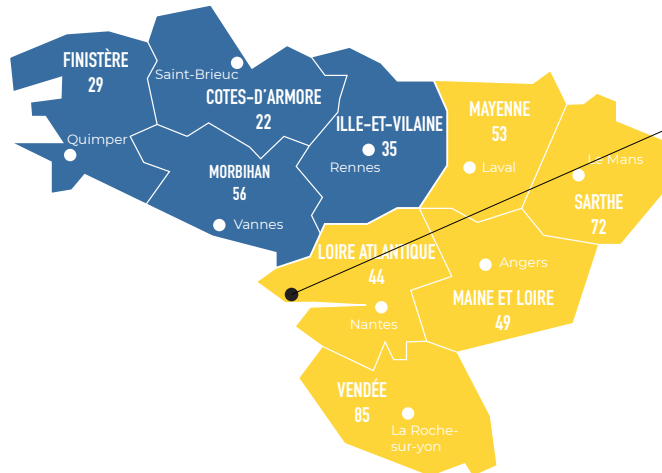 FINISTÈRE
29
Quimper
Saint-Brieuc
COTES-D'ARMORE
22
MORBIHAN
56
Vannes
ILLE-ET-VILAINE
35
Rennes
MAYENNE
53
Laval
Le Mans
SARTHE
72
LOIRE ATLANTIQUE
44
Nantes
Angers
MAINE ET LOIRE
49
VENDÉE
85
La Roche-
sur-yon